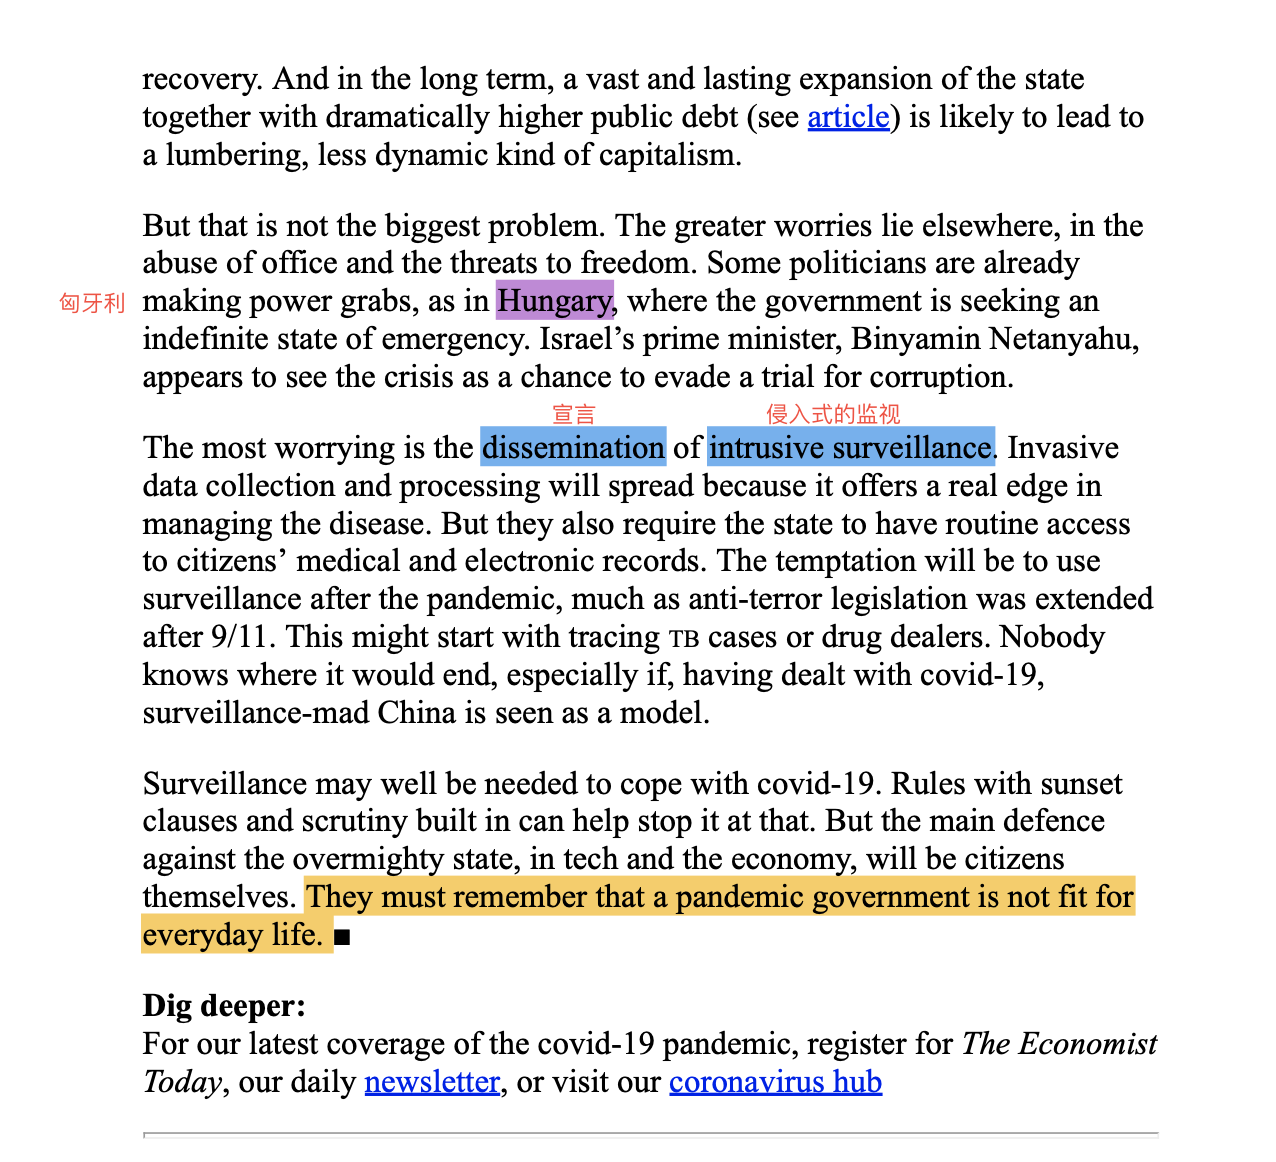 recovery. And in the long term, a vast and lasting expansion of the state
together with dramatically higher public debt (see article) is likely to lead to
a lumbering, less dynamic kind of capitalism.
But that is not the biggest problem. The greater worries lie elsewhere, in the
abuse of office and the threats to freedom. Some politicians are already
匈牙利 making power grabs, as in Hungary, where the government is seeking an
indefinite state of emergency. Israel’s prime minister, Binyamin Netanyahu,
appears to see the crisis as a chance to evade a trial for corruption.
宣言 侵入式的监视
The most worrying is the dissemination of intrusive surveillance. Invasive
data collection and processing will spread because it offers a real edge in
managing the disease. But they also require the state to have routine access
to citizens’ medical and electronic records. The temptation will be to use
surveillance after the pandemic, much as anti-terror legislation was extended
after 9/11. This might start with tracing TB cases or drug dealers. Nobody
knows where it would end, especially if, having dealt with covid-19,
surveillance-mad China is seen as a model.
Surveillance may well be needed to cope with covid-19. Rules with sunset
clauses and scrutiny built in can help stop it at that. But the main defence
against the overmighty state, in tech and the economy, will be citizens
themselves. They must remember that a pandemic government is not fit for
everyday life. ■
Dig deeper:
For our latest coverage of the covid-19 pandemic, register for The Economist
Today, our daily newsletter, or visit our coronavirus hub